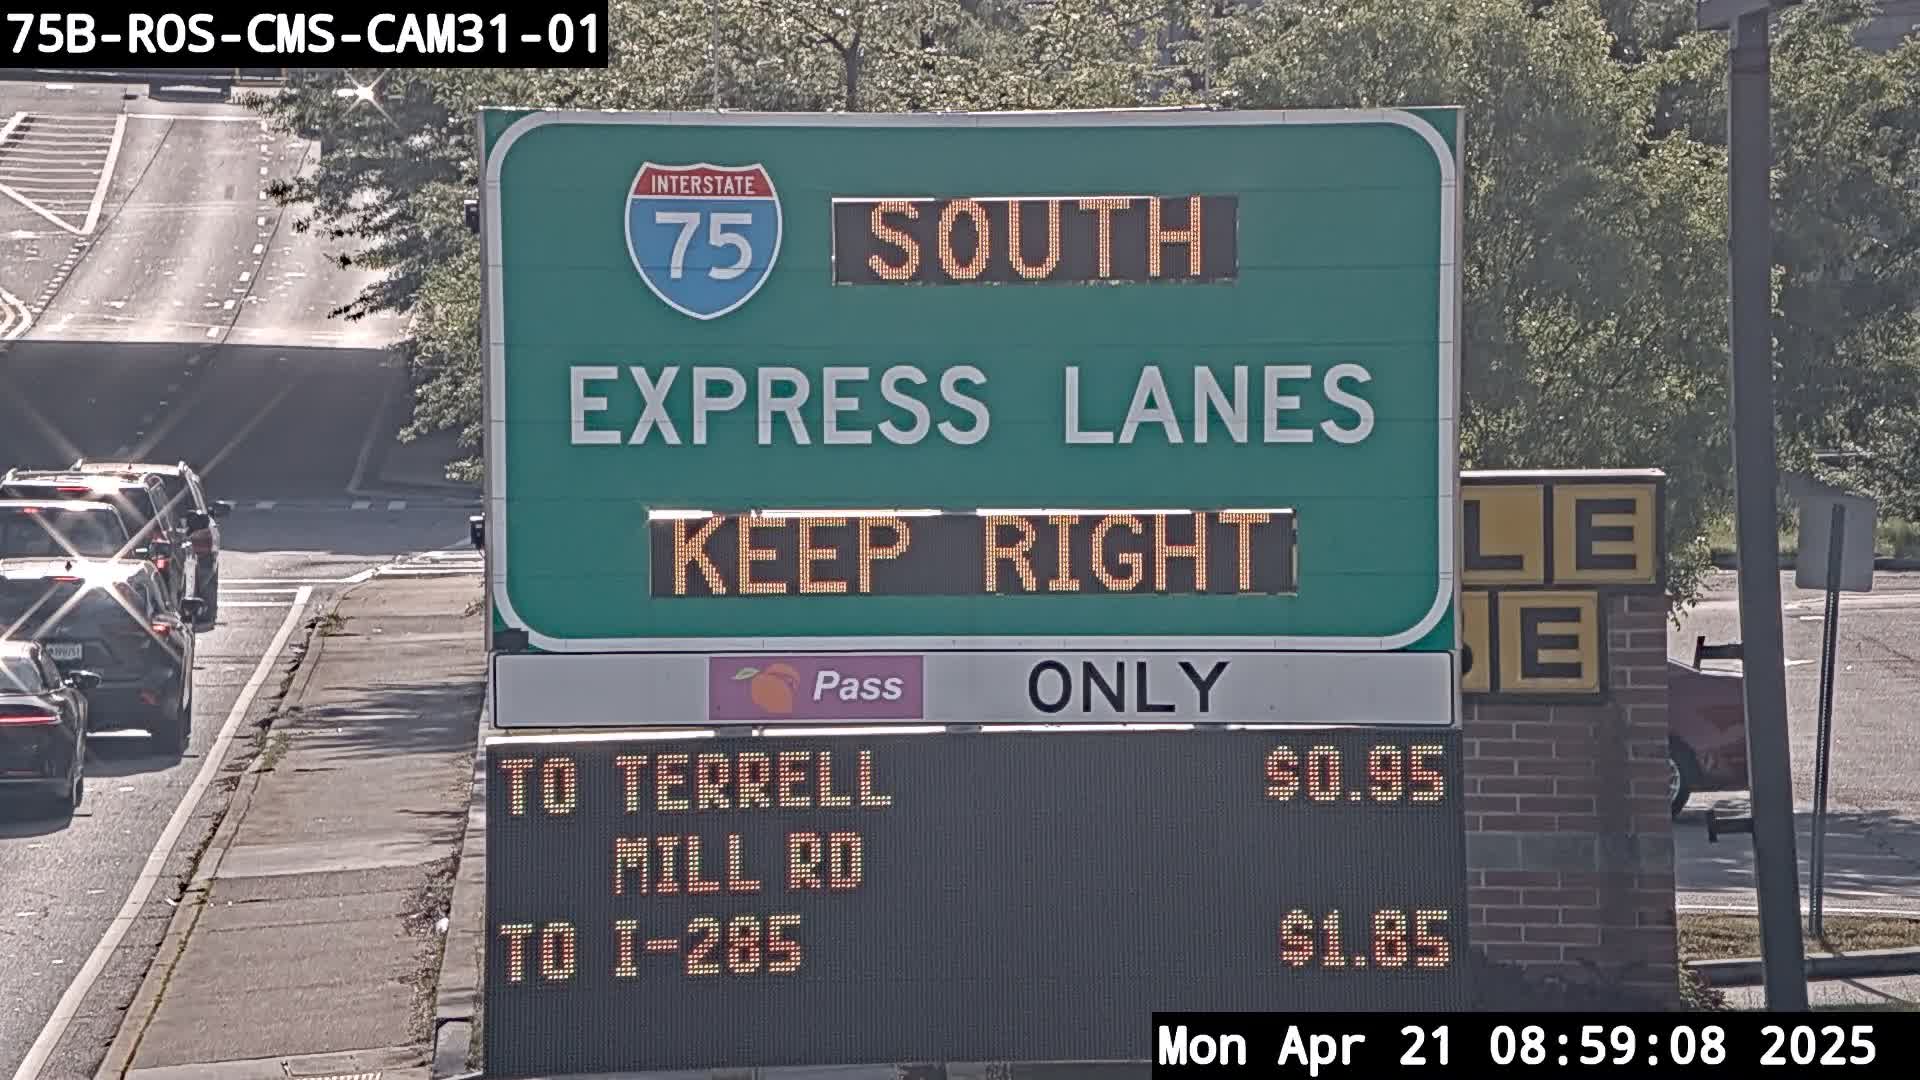 75B-ROS-CMS-CAM31-01
INTERSTATE
75
SOUTH
EXPRESS LANES
KEEP RIGHT
LE
E
Pass ONLY
TO TERRELL $0.95
MILL RD
TO I-285 $1.85
Mon Apr 21 08:59:08 2025